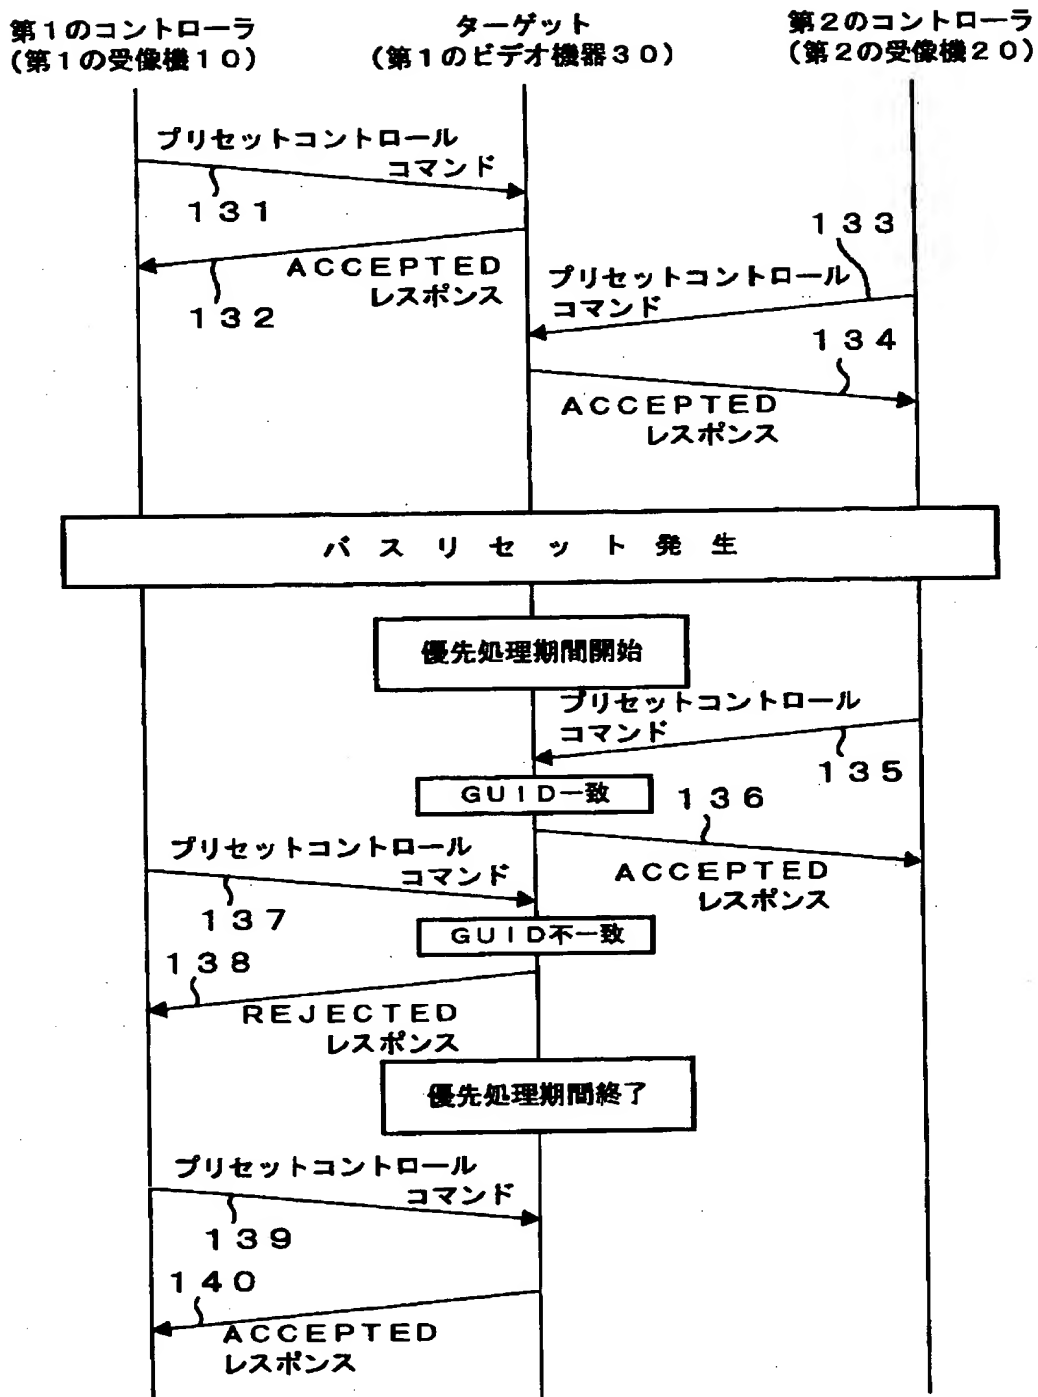 第1のコントローラ
(第1の受像機10)
ターゲット
(第1のビデオ機器30)
第2のコントローラ
(第2の受像機20)
プリセットコントロール
コマンド
131
ACCEPTED
レスポンス
132
133
プリセットコントロール
コマンド
134
ACCEPTED
レスポンス
バスリセット発生
優先処理期間開始
プリセットコントロール
コマンド
135
GUID一致
136
ACCEPTED
レスポンス
プリセットコントロール
コマンド
137
GUID不一致
138
REJECTED
レスポンス
優先処理期間終了
プリセットコントロール
コマンド
139
140
ACCEPTED
レスポンス